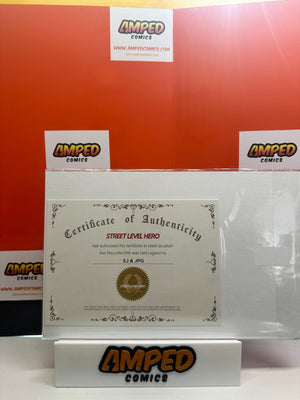 AMPED
COMICS
WWW.AMPEDCOMICS.COM
AMPED
COMICS
AMPED
COMICS
Certificate of Authenticity
STREET LEVEL HERO
has authorized this certificate to stand as proof
that this collectible was hand signed by
SJ & JPG
AMPED
COMICS
AMPED
COMICS